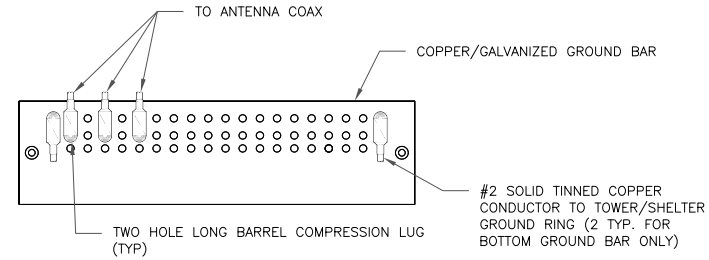 TO ANTENNA COAX
COPPER/GALVANIZED GROUND BAR
#2 SOLID TINNED COPPER
CONDUCTOR TO TOWER/SHELTER
GROUND RING (2 TYP. FOR
BOTTOM GROUND BAR ONLY)
TWO HOLE LONG BARREL COMPRESSION LUG
(TYP)